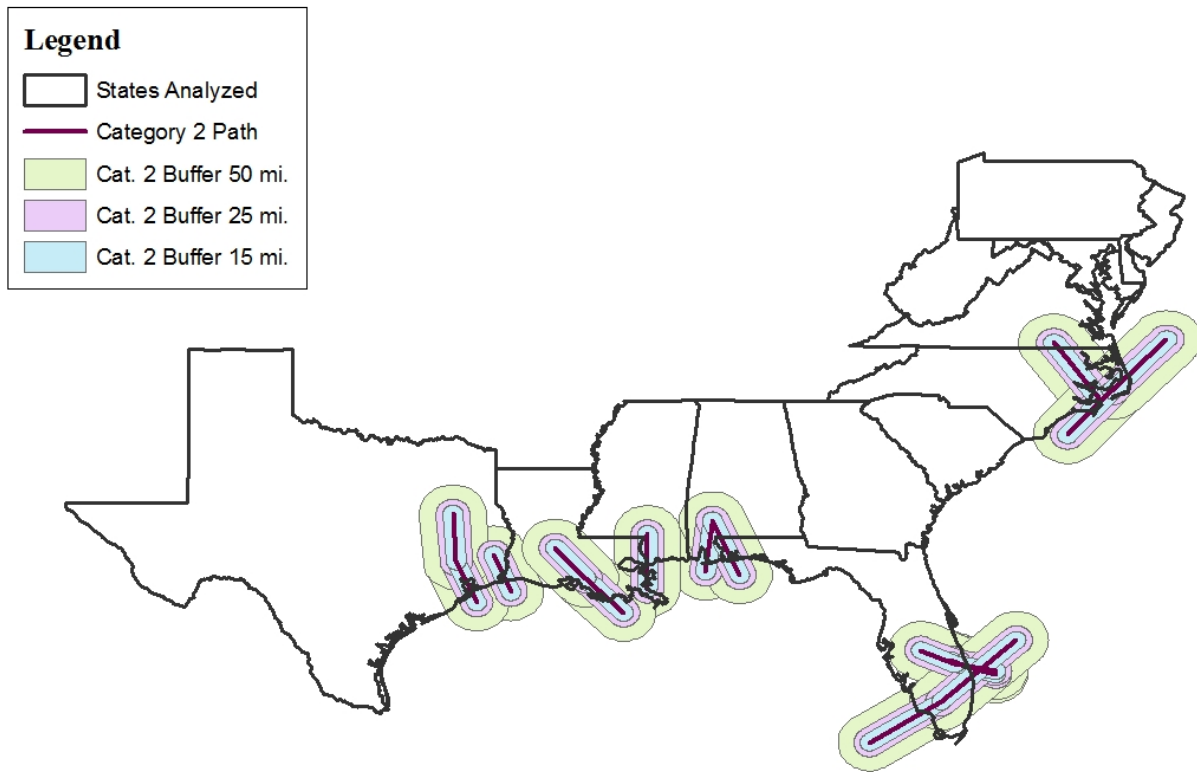 Legend
States Analyzed
Category 2 Path
Cat. 2 Buffer 50 mi.
Cat. 2 Buffer 25 mi.
Cat. 2 Buffer 15 mi.